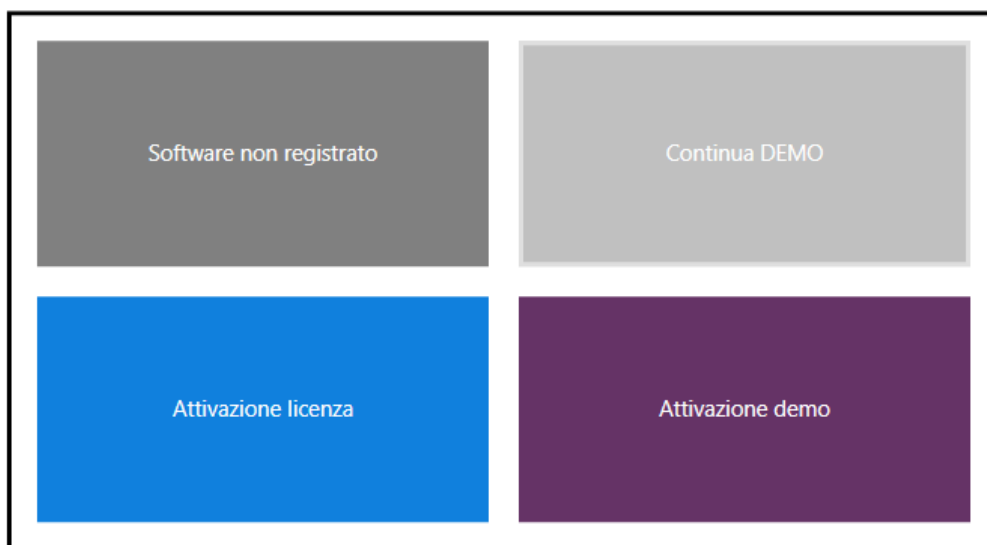 Software non registrato
Continua DEMO
Attivazione licenza
Attivazione demo